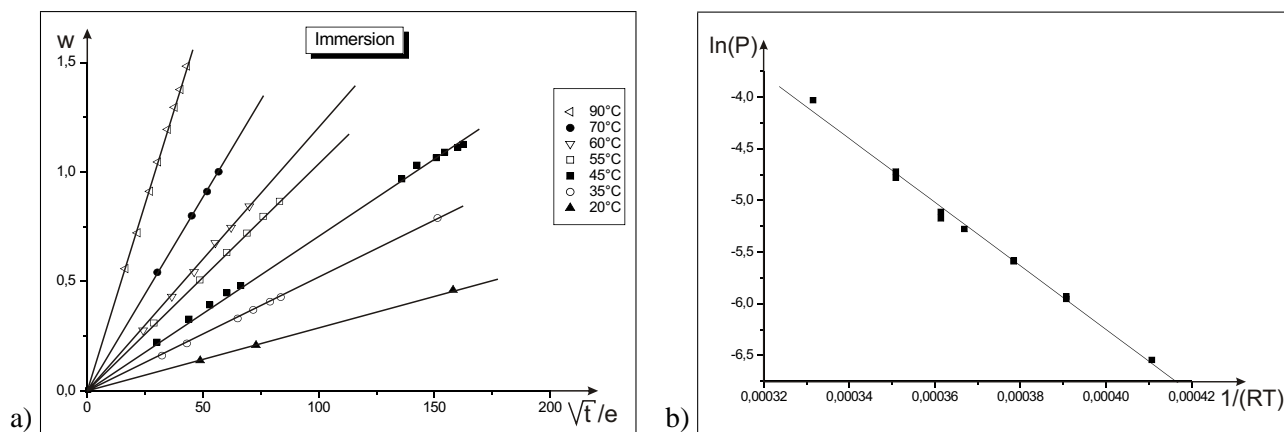 a)
w
Immersion
1,5
1,0
0,5
0,0
0
50
100
150
200
√t/e
90°C
70°C
60°C
55°C
45°C
35°C
20°C
b)
ln(P)
-4,0
-4,5
-5,0
-5,5
-6,0
-6,5
0,00032
0,00034
0,00036
0,00038
0,00040
0,00042
1/(RT)